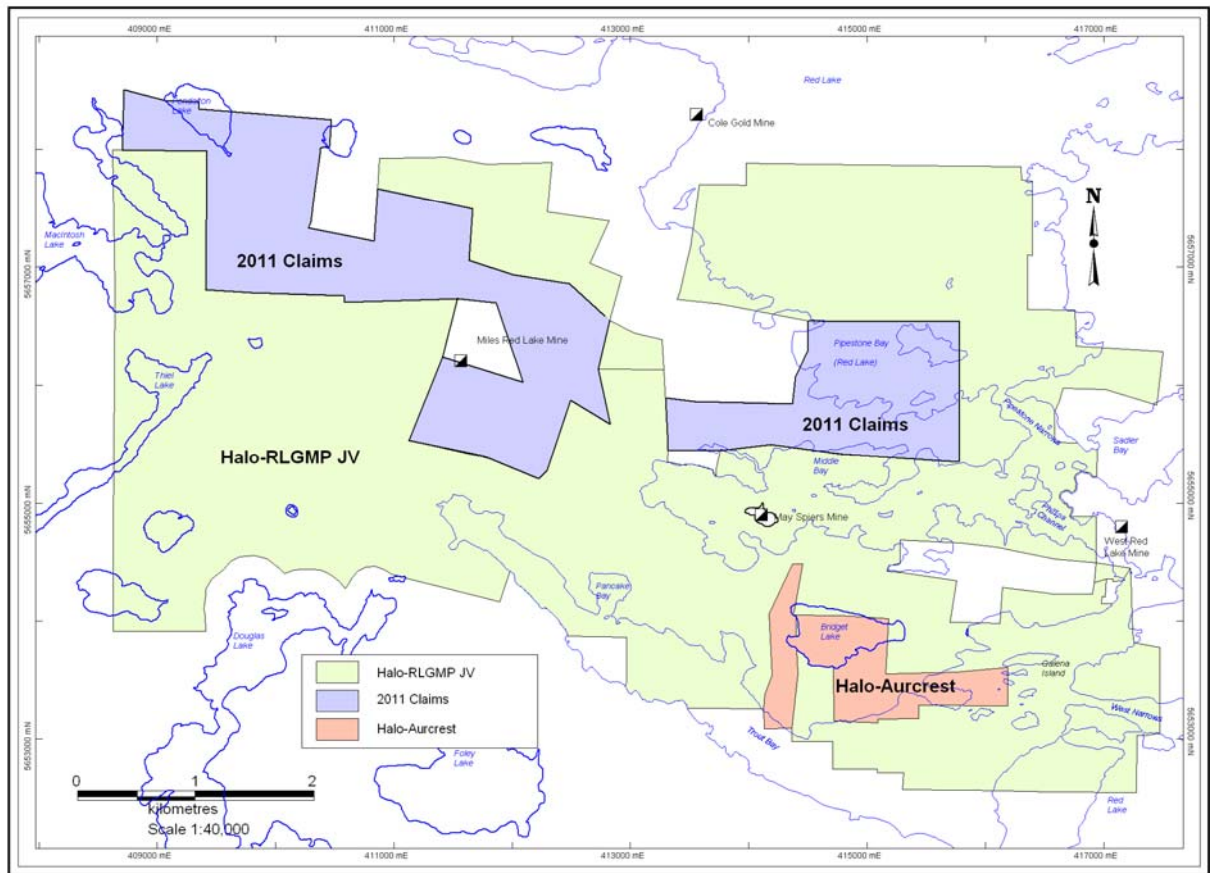 409000 mE
411000 mE
413000 mE
415000 mE
417000 mE
Red Lake
Lake
Cole Gold Mine
N
MacIntosh
Lake
2011 Claims
5657000 mN
5657000 mN
Miles Red Lake Mine
Pipestone Bay
(Red Lake)
Thiel
Lake
2011 Claims
Pipestone Narrows
Sadler
Bay
Halo-RLGMP JV
Middle
Bay
5655000 mN
5655000 mN
May Spiers Mine
Phillips
Channel
West Red
Lake Mine
Pancake
Bay
Douglas
Lake
Bridget
Lake
Galena
Island
Halo-RLGMP JV
2011 Claims
Halo-Aurcrest
Halo-Aurcrest
West Narrows
Trout Bay
5653000 mN
5653000 mN
Foley
Lake
0 1 2
kilometres
Scale 1:40,000
Red
Lake
409000 mE
411000 mE
413000 mE
415000 mE
417000 mE